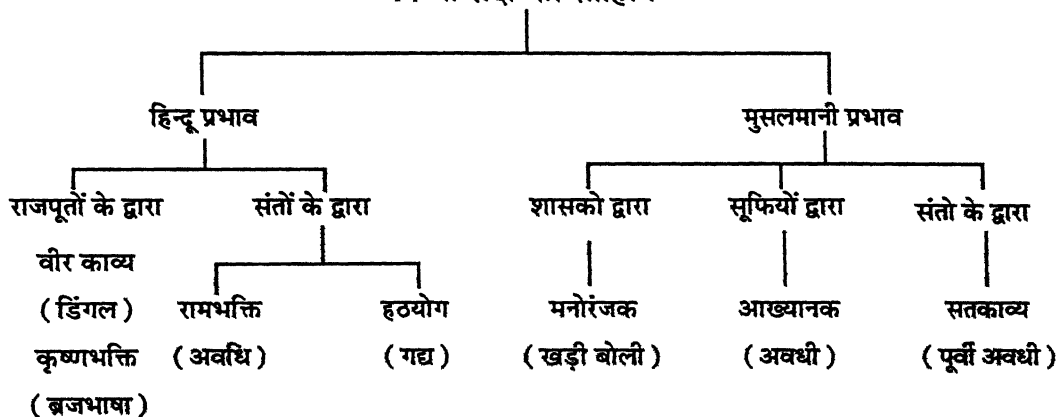 हिन्दू प्रभाव मुसलमानी प्रभाव
राजपूतों के द्वारा संतों के द्वारा शासको द्वारा सूफियों द्वारा संतो के द्वारा
वीर काव्य
( डिंगल ) रामभक्ति हठयोग मनोरंजक आख्यानक सतकाव्य
कृष्णभक्ति ( अवधि ) ( गद्य ) ( खड़ी बोली ) ( अवधी ) ( पूर्वी अवधी )
( ब्रजभाषा )